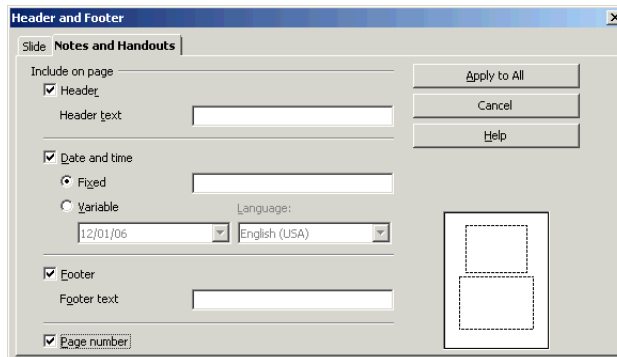 Header and Footer
Slide Notes and Handouts
Include on page
Header
Header text
Date and time
Fixed
Variable
Language:
12/01/06 English (USA)
Footer
Footer text
Page number
Apply to All
Cancel
Help